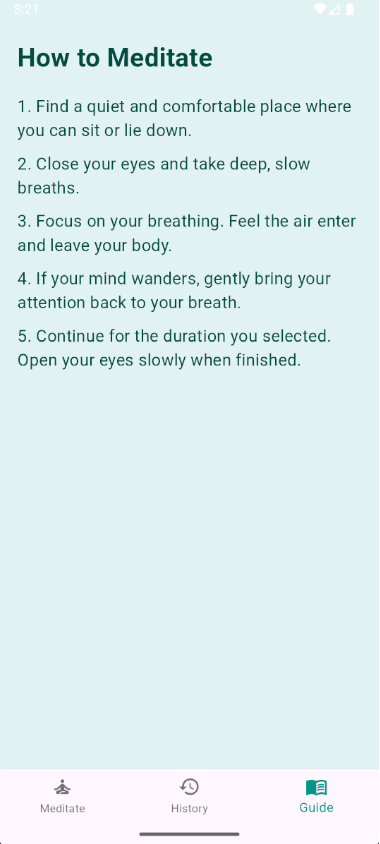 8:21
How to Meditate
1. Find a quiet and comfortable place where
you can sit or lie down.
2. Close your eyes and take deep, slow
breaths.
3. Focus on your breathing. Feel the air enter
and leave your body.
4. If your mind wanders, gently bring your
attention back to your breath.
5. Continue for the duration you selected.
Open your eyes slowly when finished.
Meditate
History
Guide